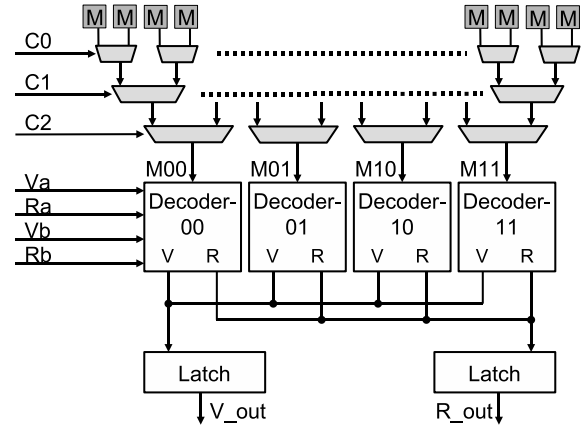 M M M M M M M M
C0
C1
C2
M00 M01 M10 M11
Va
Ra
Vb
Rb
Decoder-
00
Decoder-
01
Decoder-
10
Decoder-
11
V R V R V R V R
Latch Latch
V_out R_out